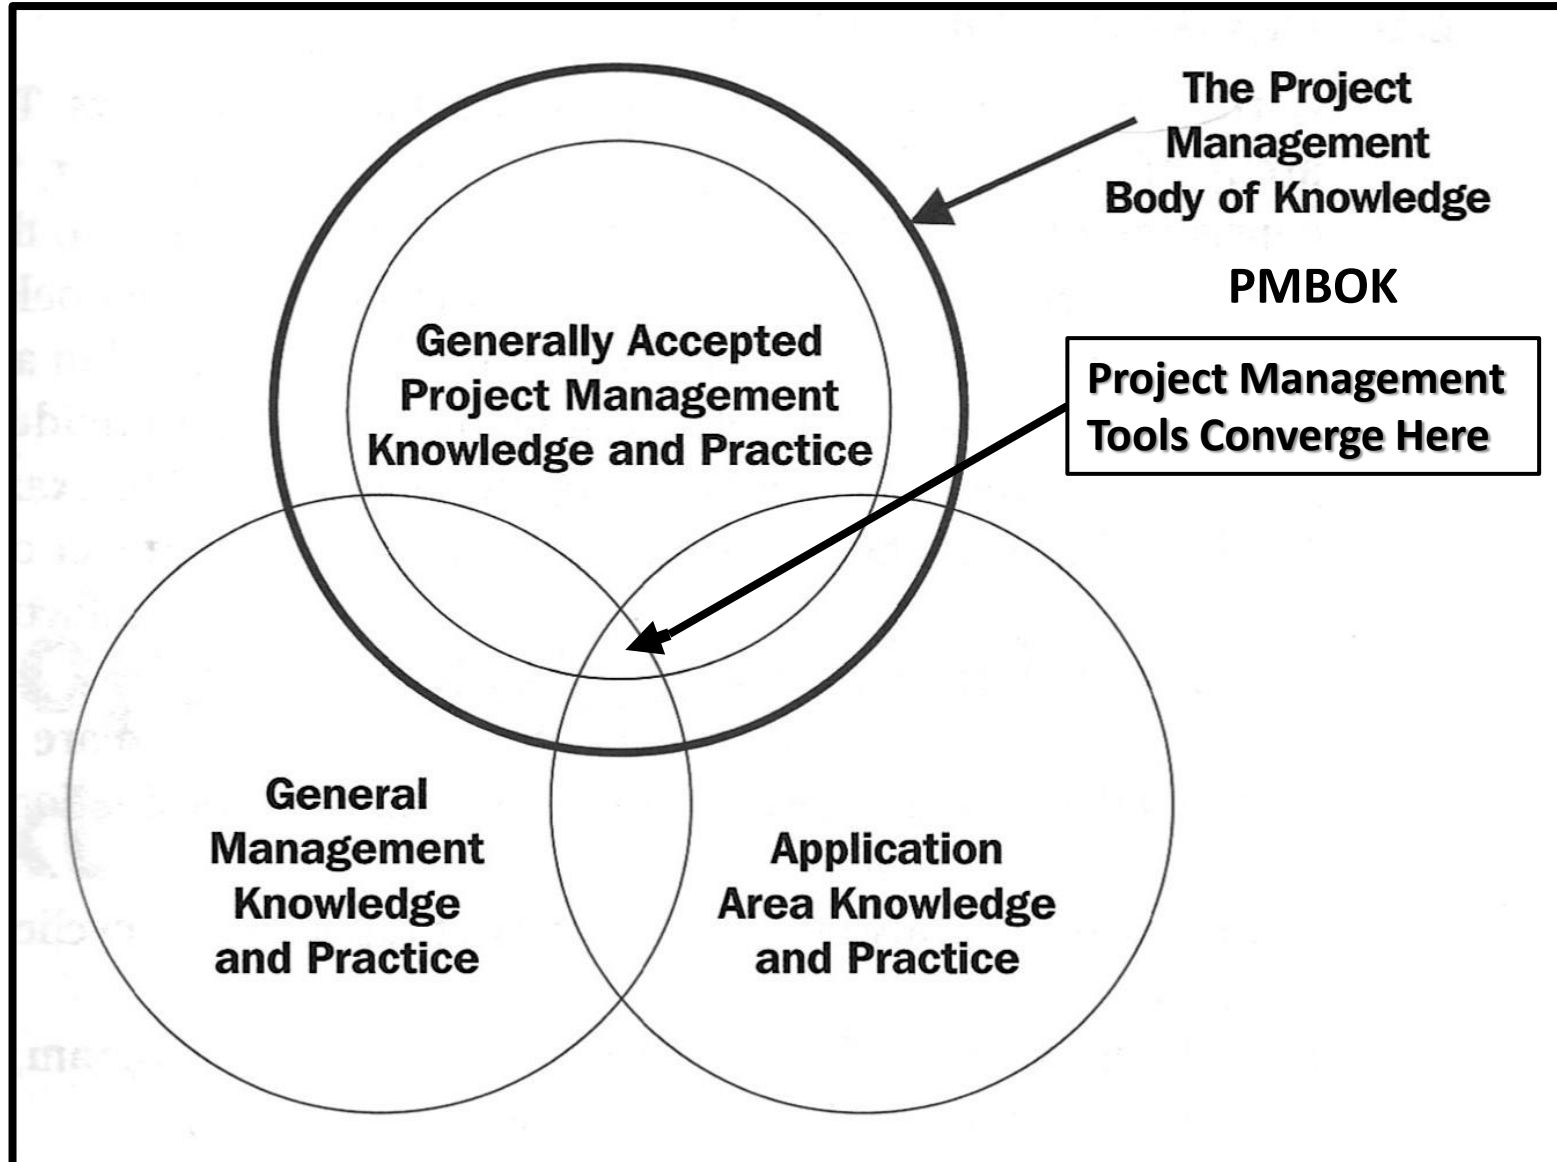 The Project
Management
Body of Knowledge
PMBOK
Project Management
Tools Converge Here
Generally Accepted
Project Management
Knowledge and Practice
General
Management
Knowledge
and Practice
Application
Area Knowledge
and Practice